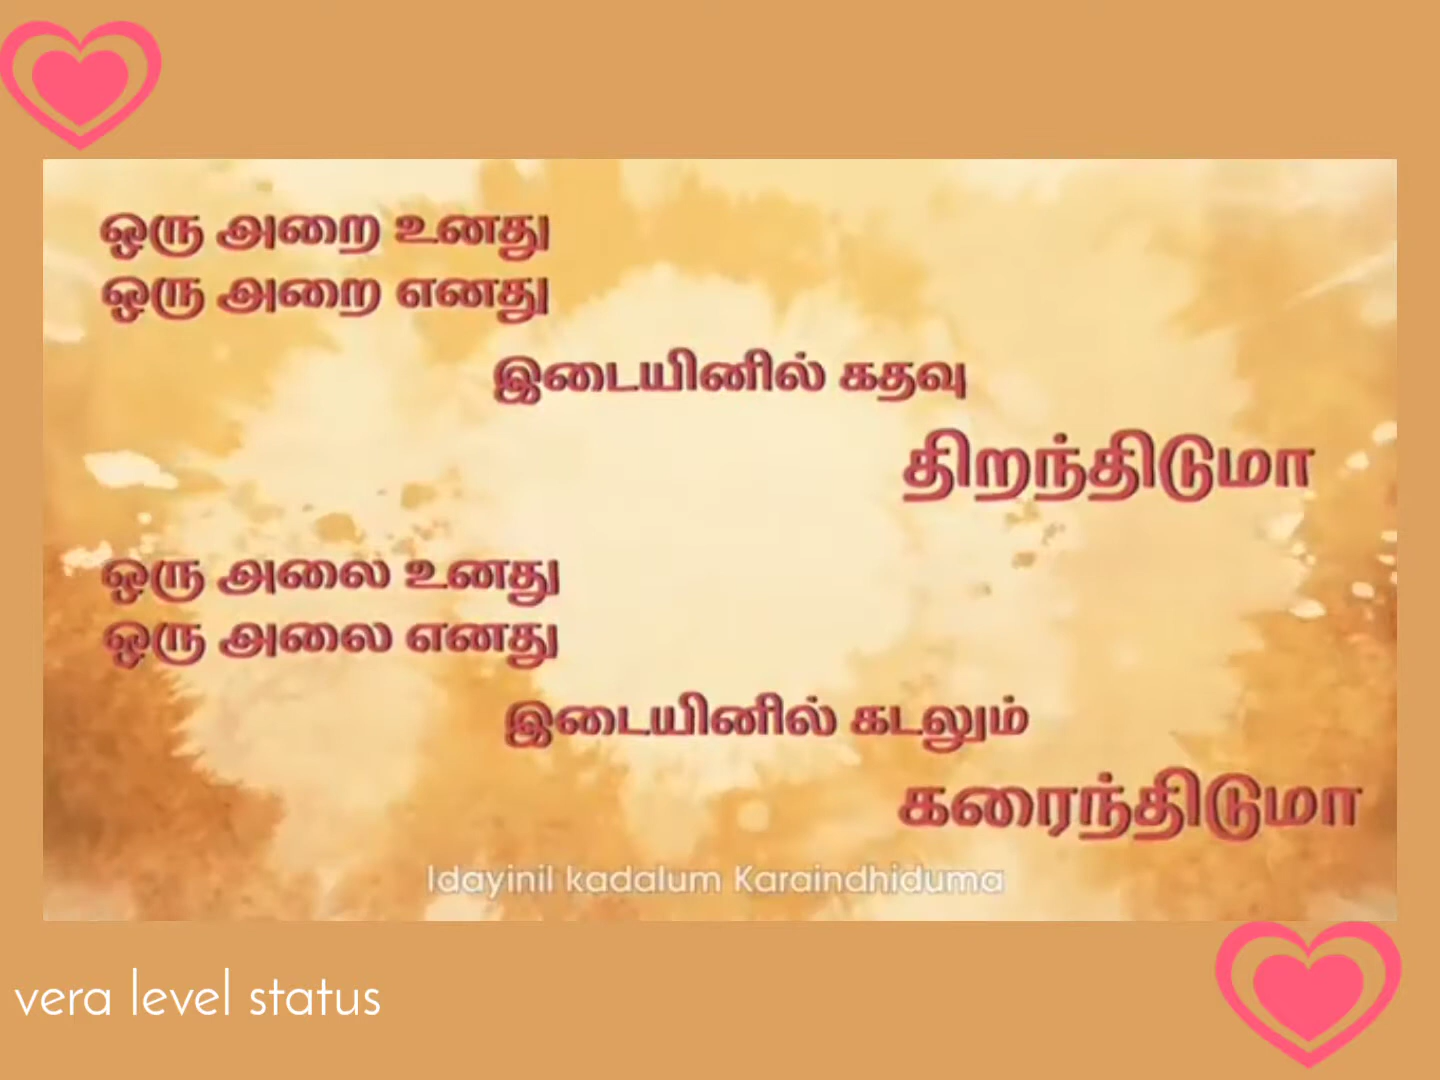 ஒரு அறை உனது
ஒரு அறை எனது
இடையினில் கதவு
திறந்திடுமா
ஒரு அலை உனது
ஒரு அலை எனது
இடையினில் கடலும்
கரைந்திடுமா
Idayinil kadalum Karaindhiduma
vera level status